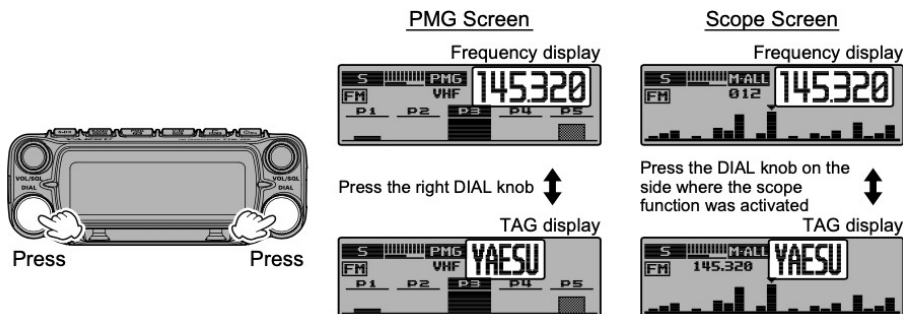 PMG Screen
Frequency display
S PMG
FM VHF 145.320
P1 P2 P3 P4 P5
Press the right DIAL knob
TAG display
S PMG
FM VHF YAESU
P1 P2 P3 P4 P5
Scope Screen
Frequency display
S M-ALL
FM 012 145.320
Press the DIAL knob on the
side where the scope
function was activated
TAG display
S M-ALL
FM 145.320 YAESU
VOL/SQL
DIAL
VOL/SQL
DIAL
Press
Press